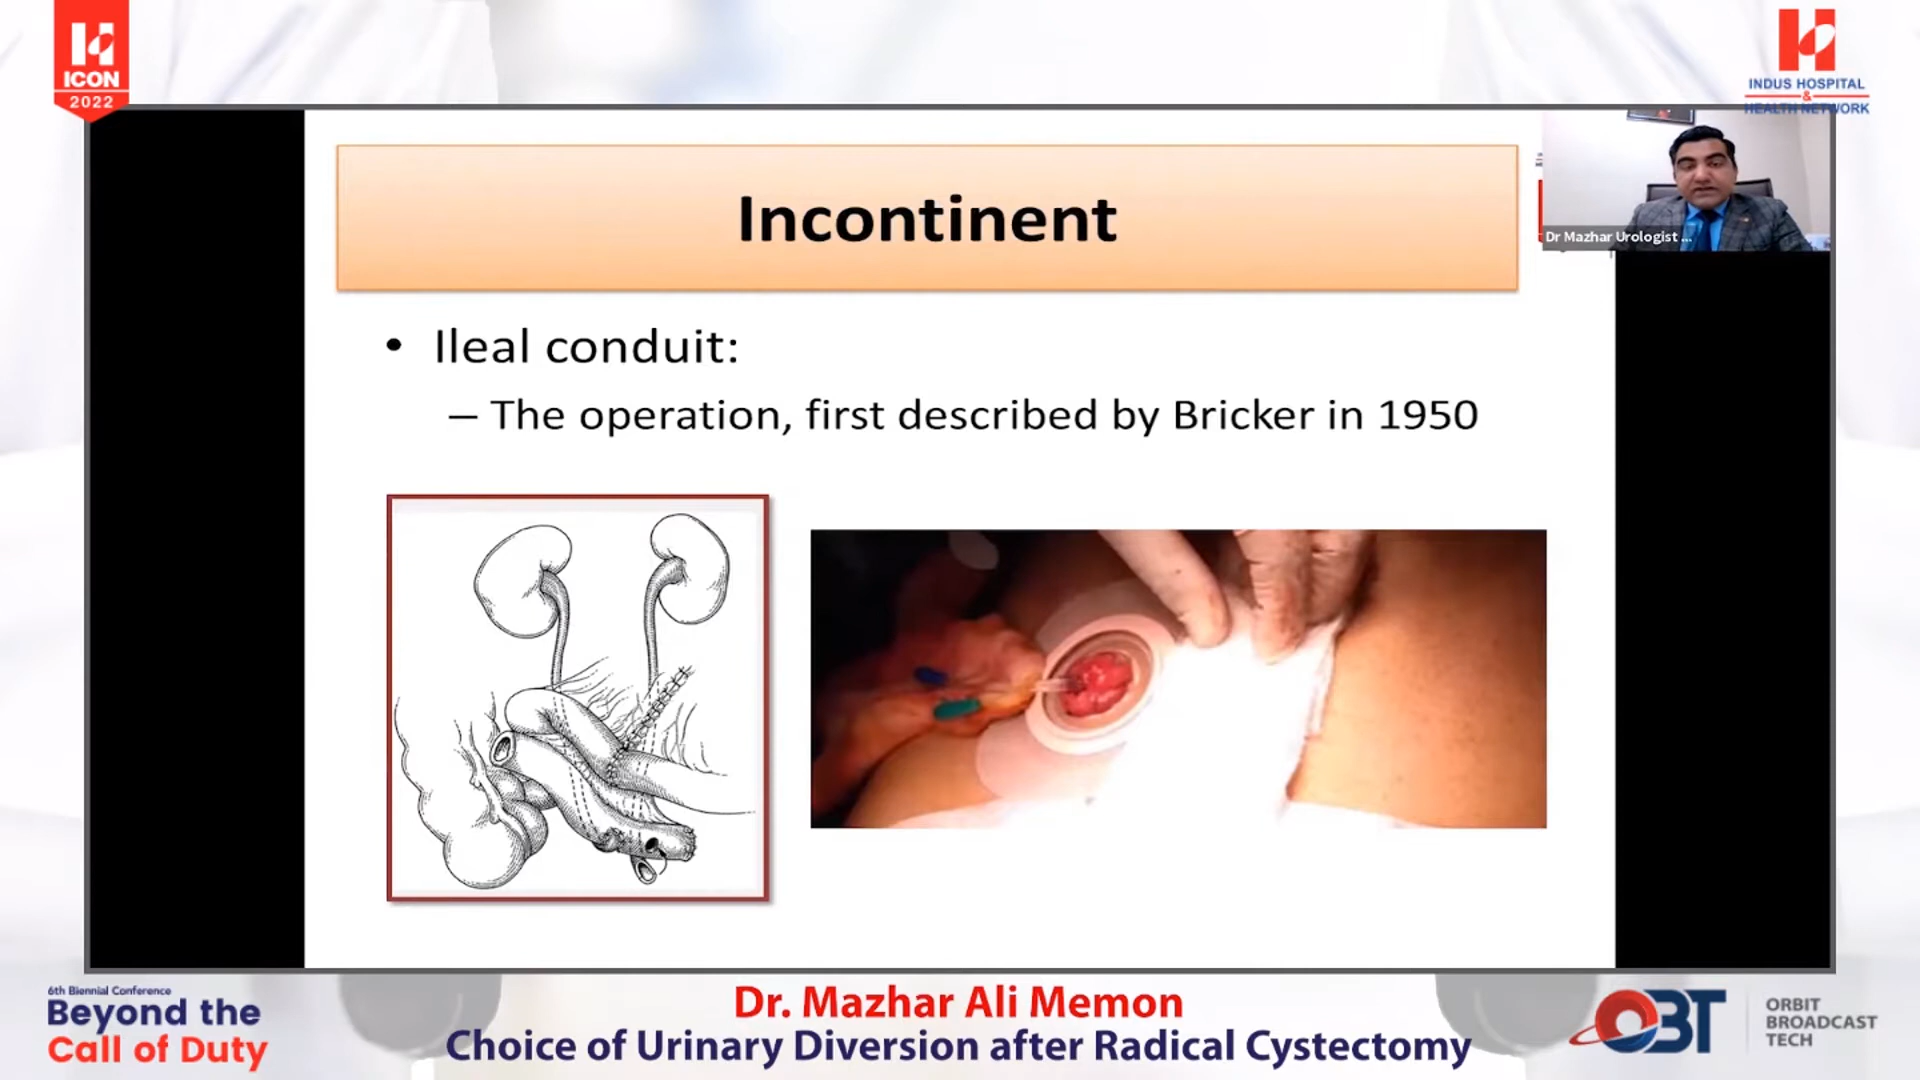 ICON
2022
INDUS HOSPITAL
&
HEALTH NETWORK
Incontinent
Dr Mazhar Urologist ...
• Ileal conduit:
– The operation, first described by Bricker in 1950
6th Biennial Conference
Beyond the
Call of Duty
Dr. Mazhar Ali Memon
Choice of Urinary Diversion after Radical Cystectomy
OBT
ORBIT
BROADCAST
TECH